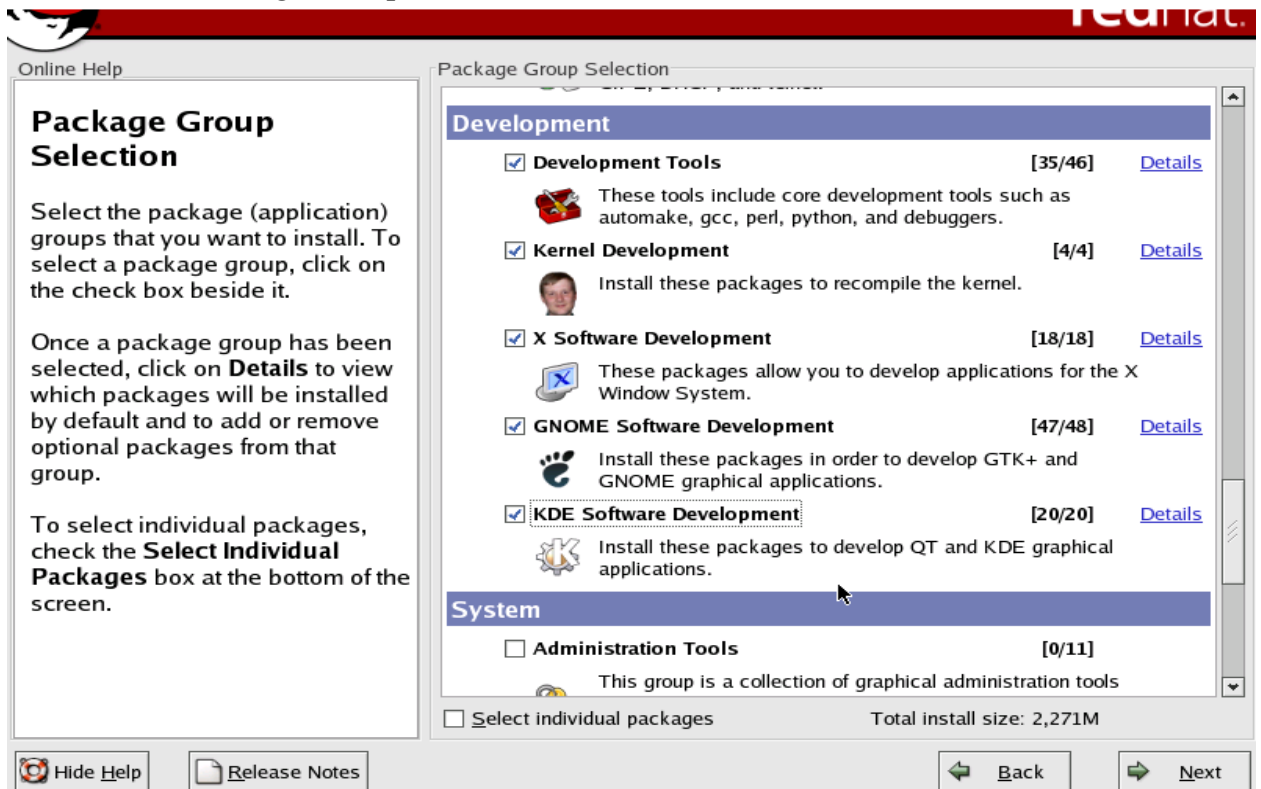 redhat.
Online Help
Package Group Selection
Package Group
Selection
Select the package (application)
groups that you want to install. To
select a package group, click on
the check box beside it.
Once a package group has been
selected, click on Details to view
which packages will be installed
by default and to add or remove
optional packages from that
group.
To select individual packages,
check the Select Individual
Packages box at the bottom of the
screen.
Development
Development Tools [35/46] Details
These tools include core development tools such as
automake, gcc, perl, python, and debuggers.
Kernel Development [4/4] Details
Install these packages to recompile the kernel.
X Software Development [18/18] Details
These packages allow you to develop applications for the X
Window System.
GNOME Software Development [47/48] Details
Install these packages in order to develop GTK+ and
GNOME graphical applications.
KDE Software Development [20/20] Details
Install these packages to develop QT and KDE graphical
applications.
System
Administration Tools [0/11]
This group is a collection of graphical administration tools
Select individual packages Total install size: 2,271M
Hide Help Release Notes Back Next